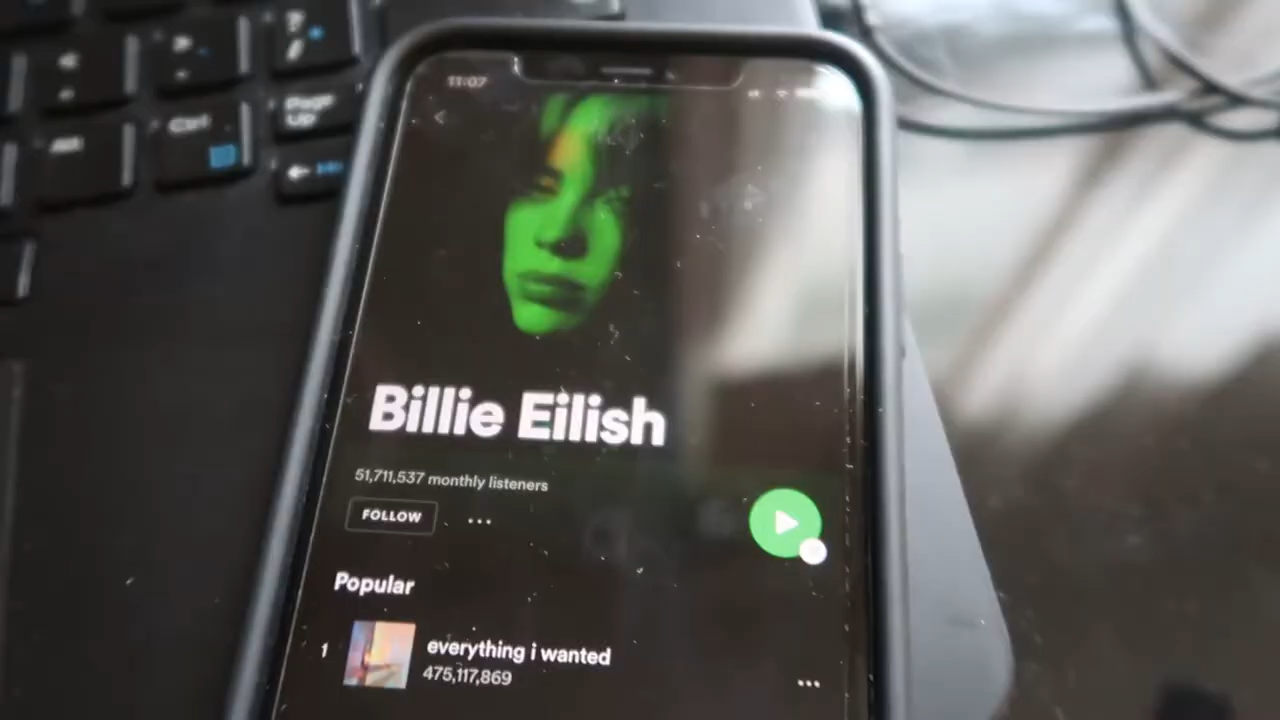 Page
Up
Ctrl
Alt
11:07
Billie Eilish
51,711,537 monthly listeners
FOLLOW
Popular
1
everything i wanted
475,117,869